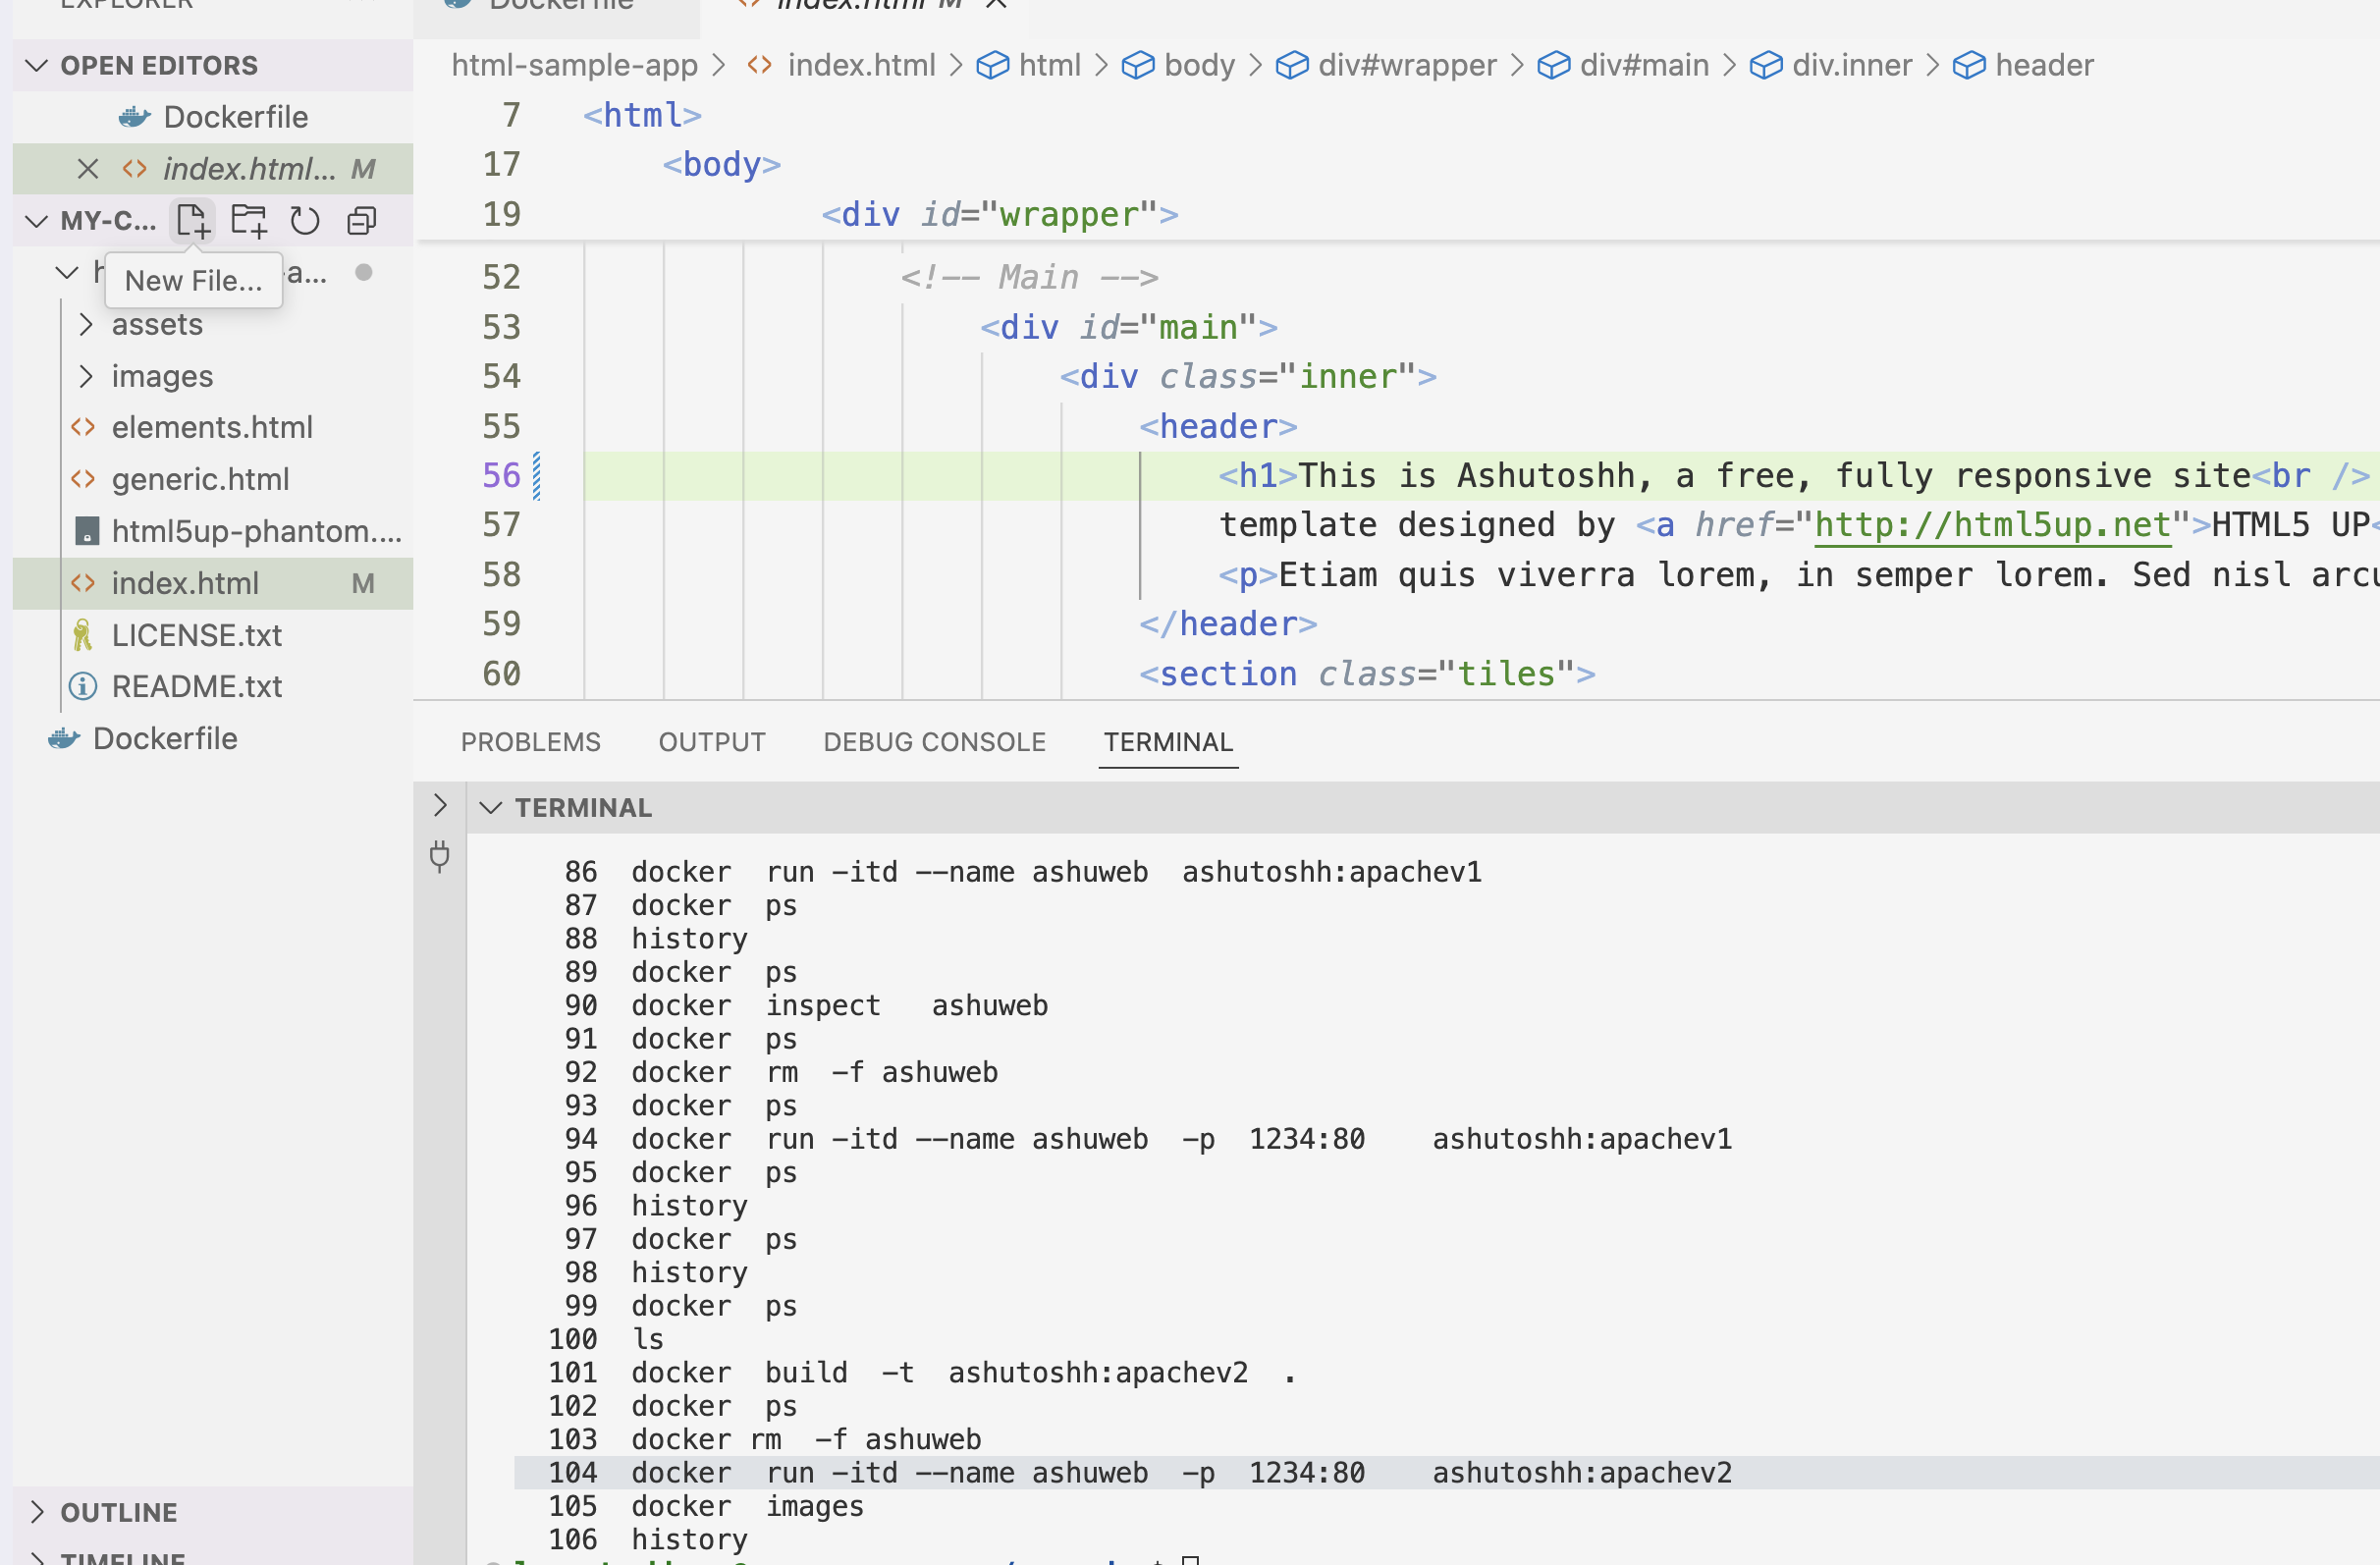 EXPLORER
OPEN EDITORS
Dockerfile
index.html... M
MY-C...
New File...
a...
assets
images
elements.html
generic.html
html5up-phantom....
index.html M
LICENSE.txt
README.txt
Dockerfile
OUTLINE
TIMELINE
Dockerfile index.html M
html-sample-app > index.html > html > body > div#wrapper > div#main > div.inner > header
7 <html>
17 <body>
19 <div id="wrapper">
52 <!-- Main -->
53 <div id="main">
54 <div class="inner">
55 <header>
56 <h1>This is Ashutoshh, a free, fully responsive site<br />
57 template designed by <a href="http://html5up.net">HTML5 UP<
58 <p>Etiam quis viverra lorem, in semper lorem. Sed nisl arcu
59 </header>
60 <section class="tiles">
PROBLEMS OUTPUT DEBUG CONSOLE TERMINAL
TERMINAL
86 docker run -itd --name ashuweb ashutoshh:apachev1
87 docker ps
88 history
89 docker ps
90 docker inspect ashuweb
91 docker ps
92 docker rm -f ashuweb
93 docker ps
94 docker run -itd --name ashuweb -p 1234:80 ashutoshh:apachev1
95 docker ps
96 history
97 docker ps
98 history
99 docker ps
100 ls
101 docker build -t ashutoshh:apachev2 .
102 docker ps
103 docker rm -f ashuweb
104 docker run -itd --name ashuweb -p 1234:80 ashutoshh:apachev2
105 docker images
106 history